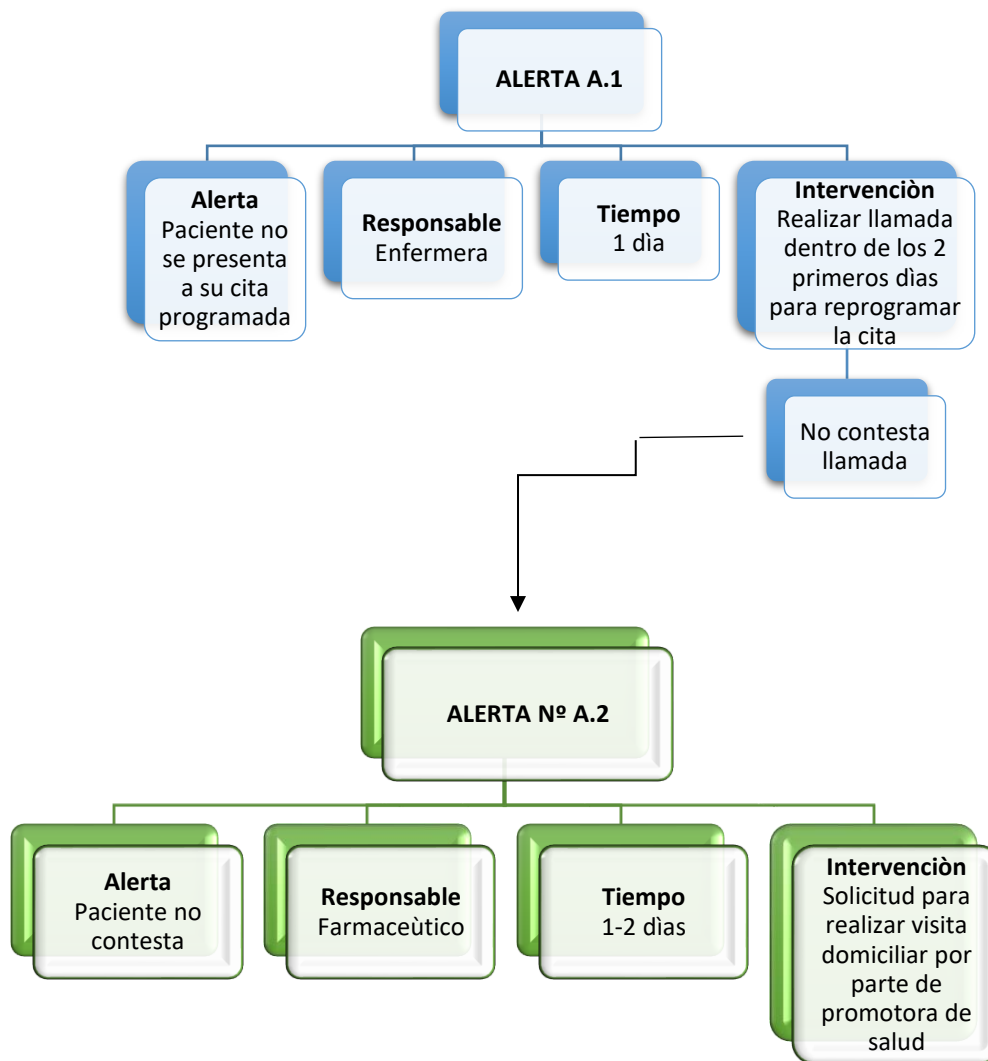 ALERTA A.1
Alerta
Paciente no
se presenta
a su cita
programada
Responsable
Enfermera
Tiempo
1 dìa
Intervenciòn
Realizar llamada
dentro de los 2
primeros dìas
para reprogramar
la cita
No contesta
llamada
ALERTA Nº A.2
Alerta
Paciente no
contesta
Responsable
Farmaceùtico
Tiempo
1-2 dìas
Intervenciòn
Solicitud para
realizar visita
domiciliar por
parte de
promotora de
salud